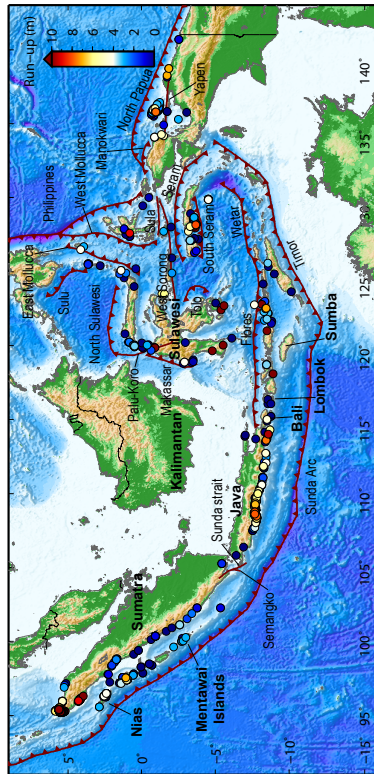 Run-up (m)
10 8 6 4 2 0
North Papua
Yapen
Manokwari
West Mollucca
Philippines
East Mollucca
Sulu
North Sulawesi
Sula
Seram
South Seram
West Sorong
Tolo
Sulawesi
Palu-Koro
Makassar
Wetar
Flores
Timor
Sumba
Lombok
Bali
Kalimantan
Java
Sunda strait
Sunda Arc
Semangko
Sumatra
Mentawai
Islands
Nias
5˚
0˚
-5˚
-10˚
95˚
100˚
105˚
110˚
115˚
120˚
125˚
130˚
135˚
140˚